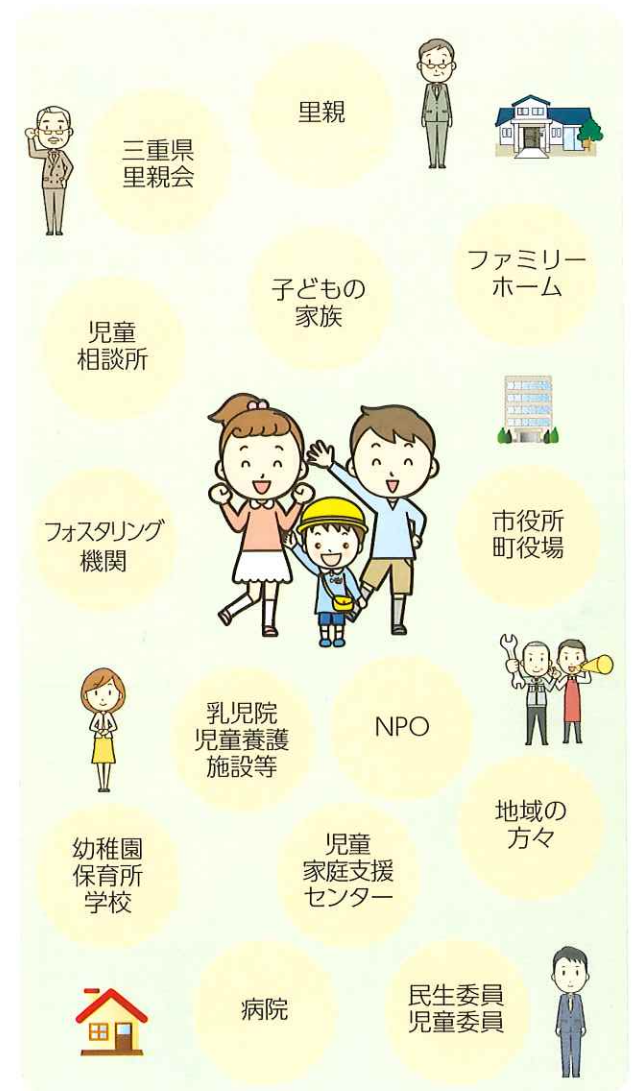 里親
三重県
里親会
ファミリー
ホーム
子どもの
家族
児童
相談所
フォスタリング
機関
市役所
町役場
乳児院
児童養護
施設等
NPO
地域の
方々
幼稚園
保育所
学校
児童
家庭支援
センター
病院
民生委員
児童委員